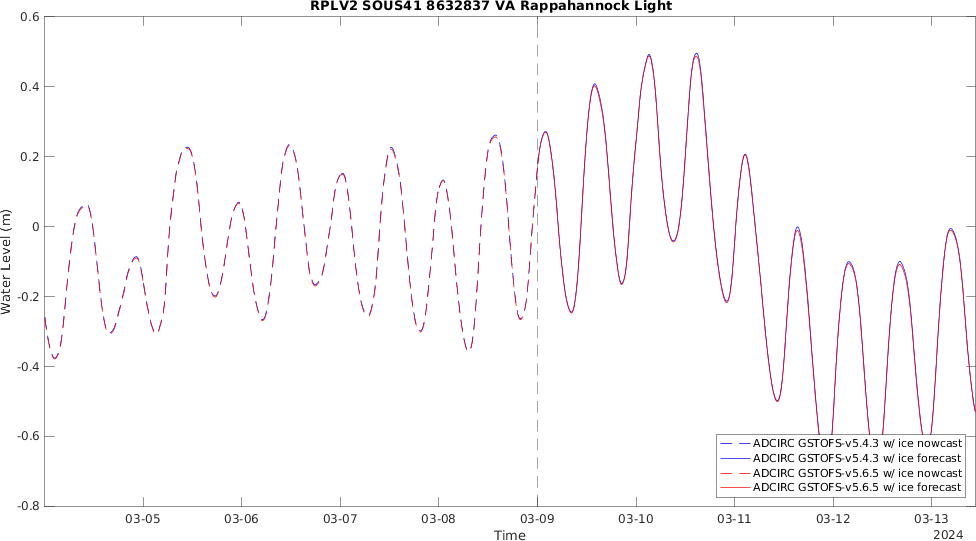 RPLV2 SOUS41 8632837 VA Rappahannock Light
0.6
0.4
0.2
0
-0.2
-0.4
-0.6
-0.8
Water Level (m)
ADCIRC GSTOFS-v5.4.3 w/ ice nowcast
ADCIRC GSTOFS-v5.4.3 w/ ice forecast
ADCIRC GSTOFS-v5.6.5 w/ ice nowcast
ADCIRC GSTOFS-v5.6.5 w/ ice forecast
03-05 03-06 03-07 03-08 03-09 03-10 03-11 03-12 03-13
Time
2024